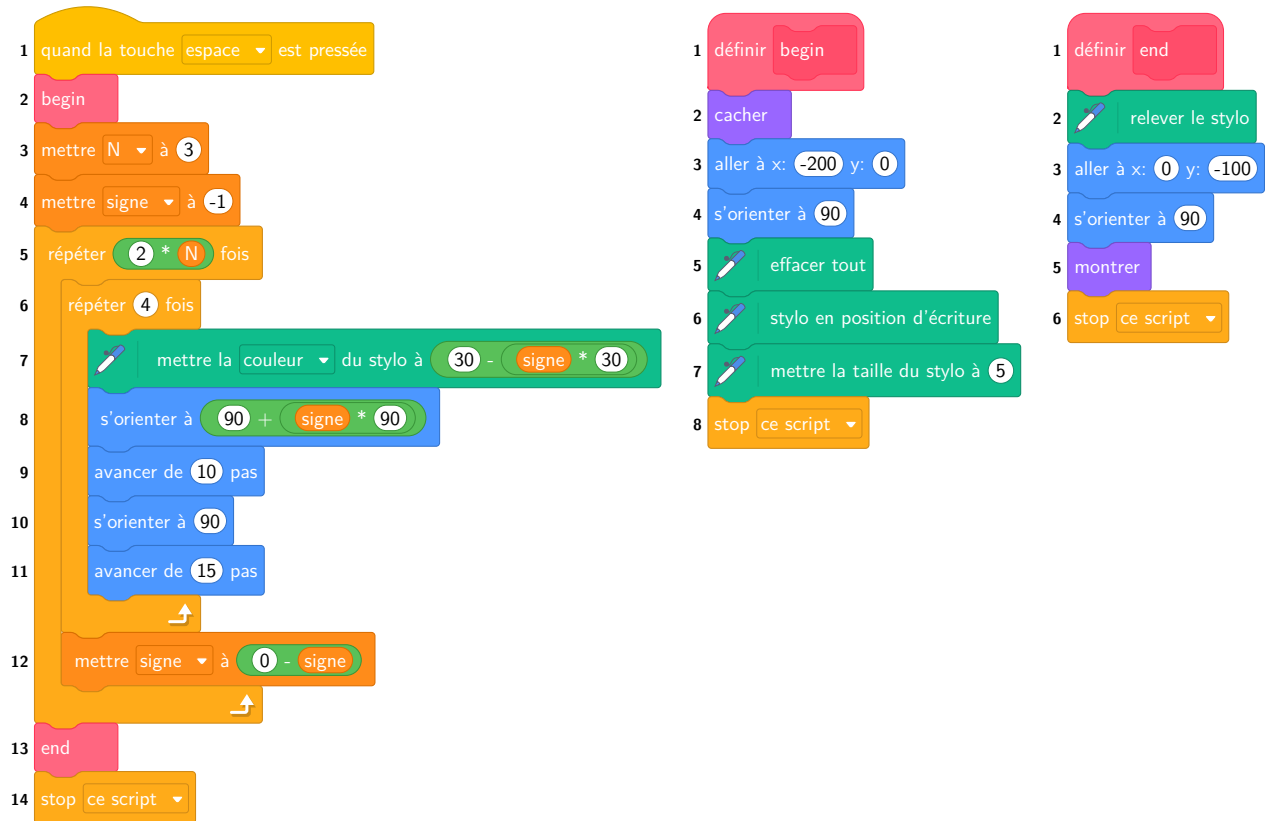 1 quand la touche espace est pressée
2 begin
3 mettre N à 3
4 mettre signe à -1
5 répéter 2 * N fois
6 répéter 4 fois
7 mettre la couleur du stylo à 30 - signe * 30
8 s'orienter à 90 + signe * 90
9 avancer de 10 pas
10 s'orienter à 90
11 avancer de 15 pas
12 mettre signe à 0 - signe
13 end
14 stop ce script
1 définir begin
2 cacher
3 aller à x: -200 y: 0
4 s'orienter à 90
5 effacer tout
6 stylo en position d'écriture
7 mettre la taille du stylo à 5
8 stop ce script
1 définir end
2 relever le stylo
3 aller à x: 0 y: -100
4 s'orienter à 90
5 montrer
6 stop ce script